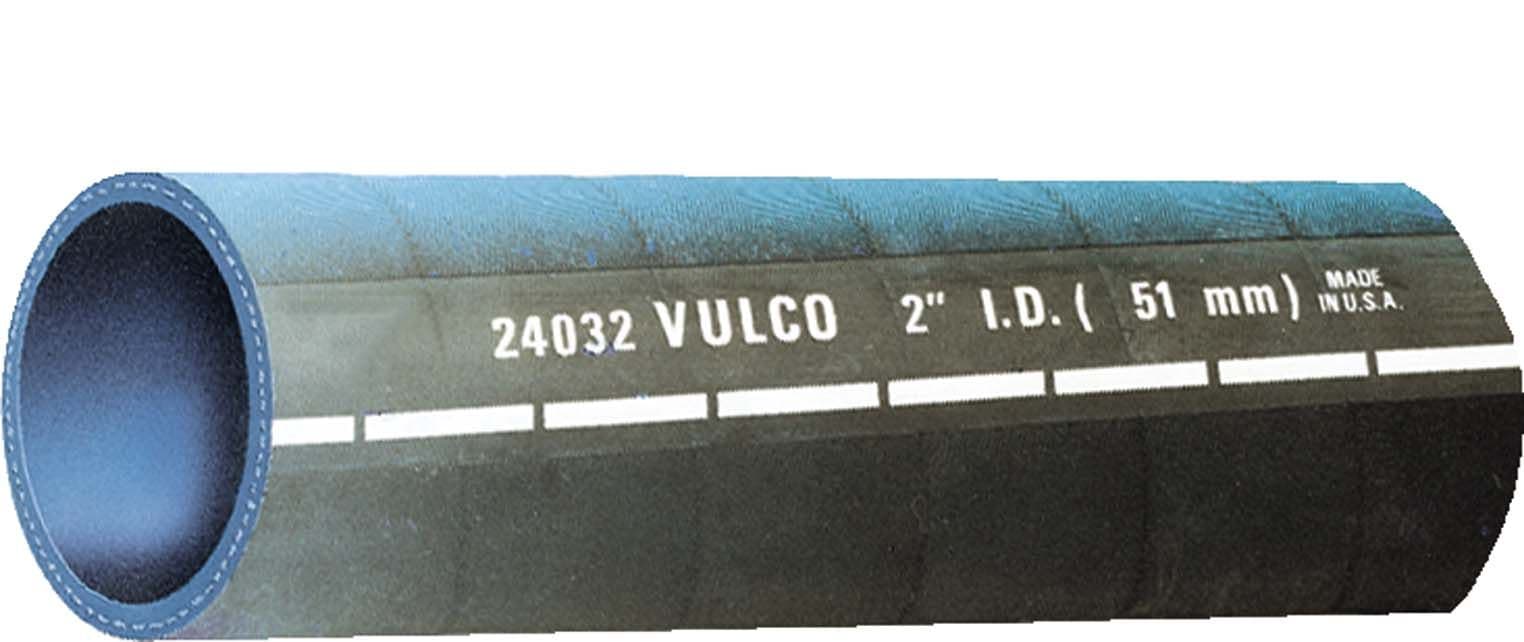 24032 VULCO 2" I.D. ( 51 mm) MADE
IN U.S.A.